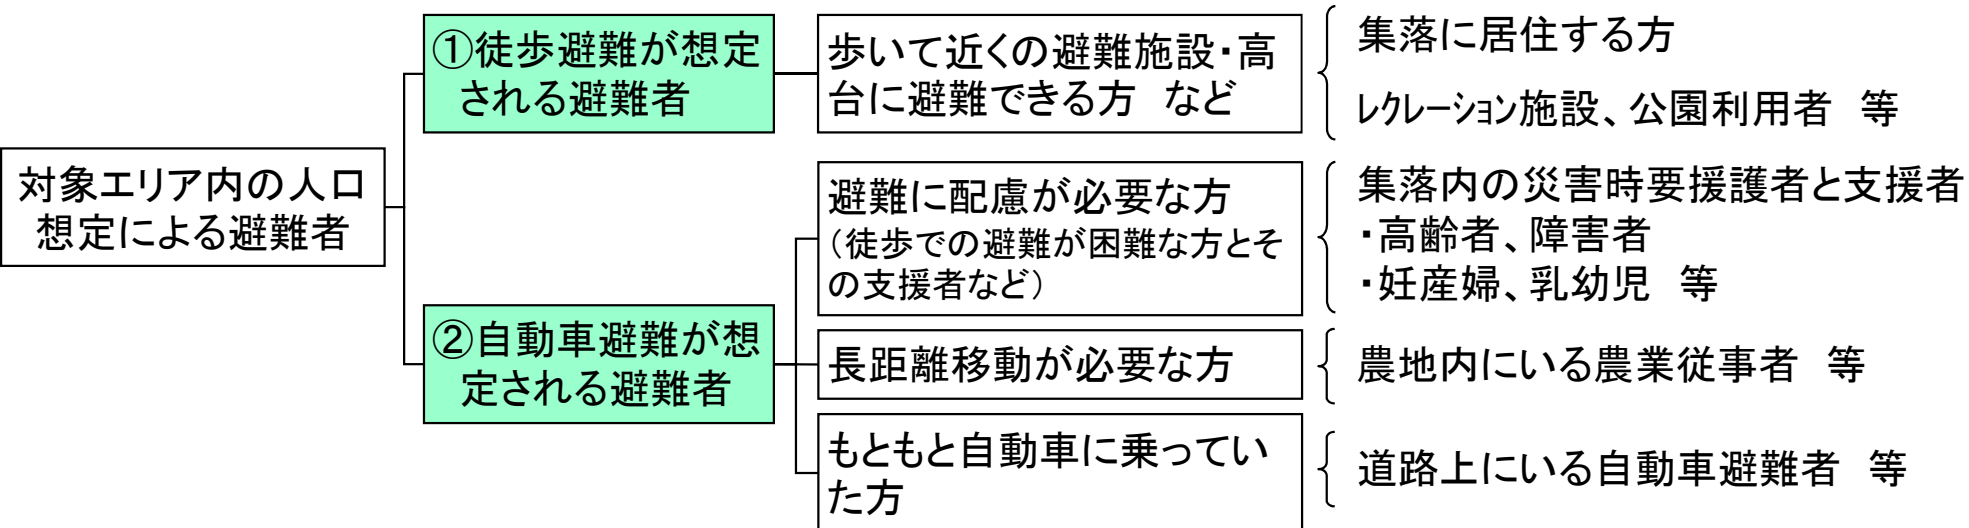 対象エリア内の人口
想定による避難者
①徒歩避難が想定
される避難者
歩いて近くの避難施設・高
台に避難できる方　など
集落に居住する方
ﾚｸﾚｰｼｮﾝ施設、公園利用者　等
②自動車避難が想
定される避難者
避難に配慮が必要な方
（徒歩での避難が困難な方とそ
の支援者など）
集落内の災害時要援護者と支援者
・高齢者、障害者
・妊産婦、乳幼児　等
長距離移動が必要な方
農地内にいる農業従事者　等
もともと自動車に乗ってい
た方
道路上にいる自動車避難者　等